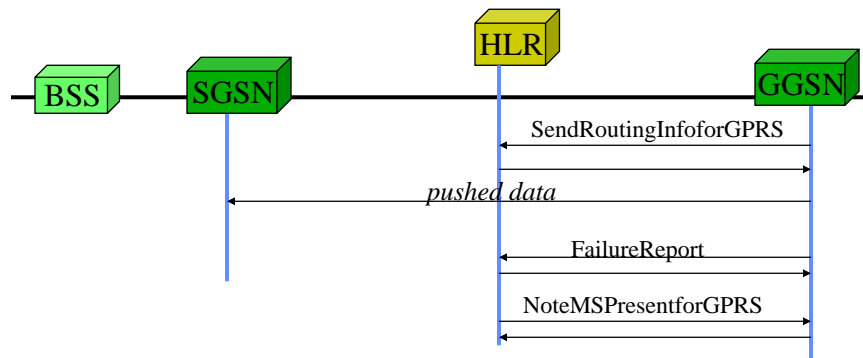 HLR
BSS
SGSN
GGSN
SendRoutingInfoforGPRS
pushed data
FailureReport
NoteMSPresentforGPRS